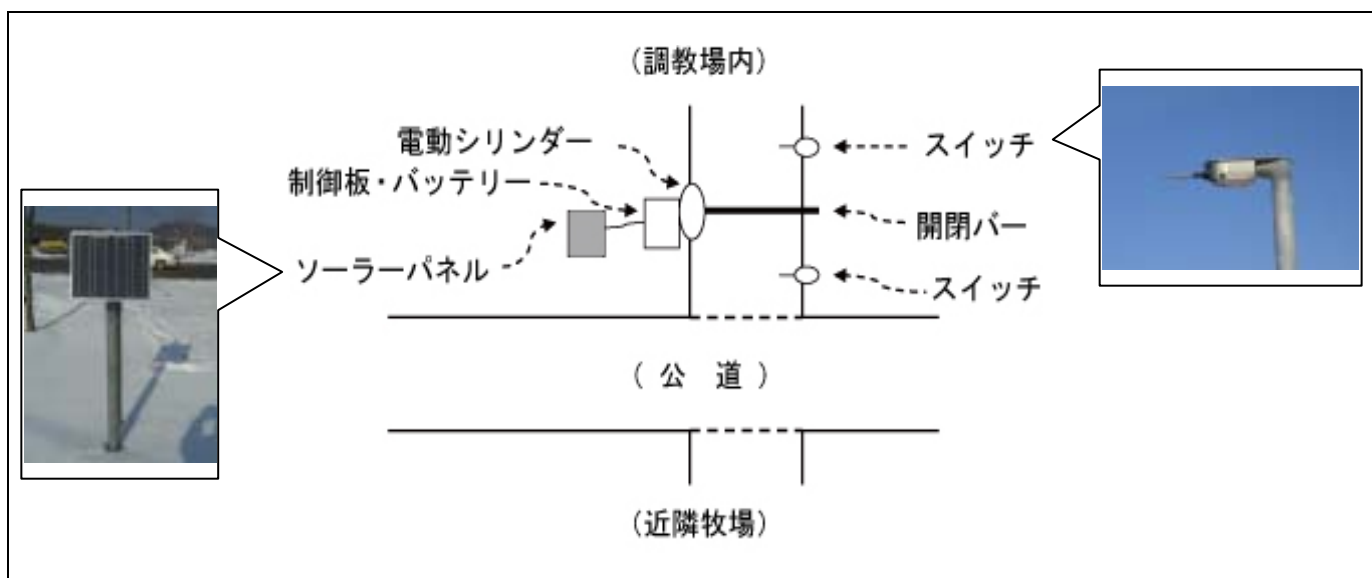 （調教場内）
電動シリンダー
スイッチ
制御板・バッテリー
開閉バー
ソーラーパネル
スイッチ
（ 公　道 ）
（近隣牧場）